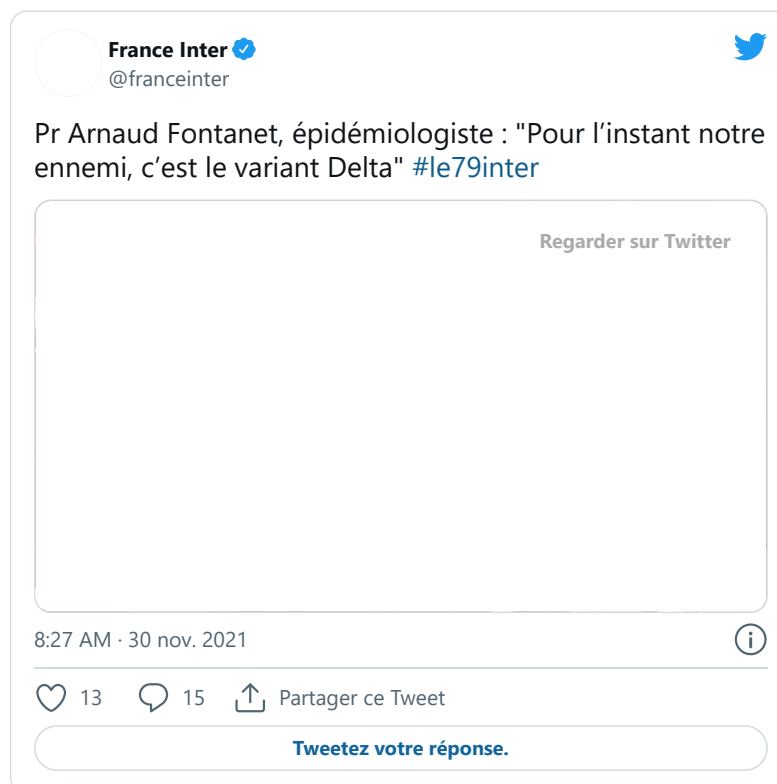 France Inter
@franceinter
Pr Arnaud Fontanet, épidémiologiste : "Pour l’instant notre
ennemi, c’est le variant Delta" #le79inter
Regarder sur Twitter
8:27 AM · 30 nov. 2021
13 15 Partager ce Tweet
Tweetez votre réponse.